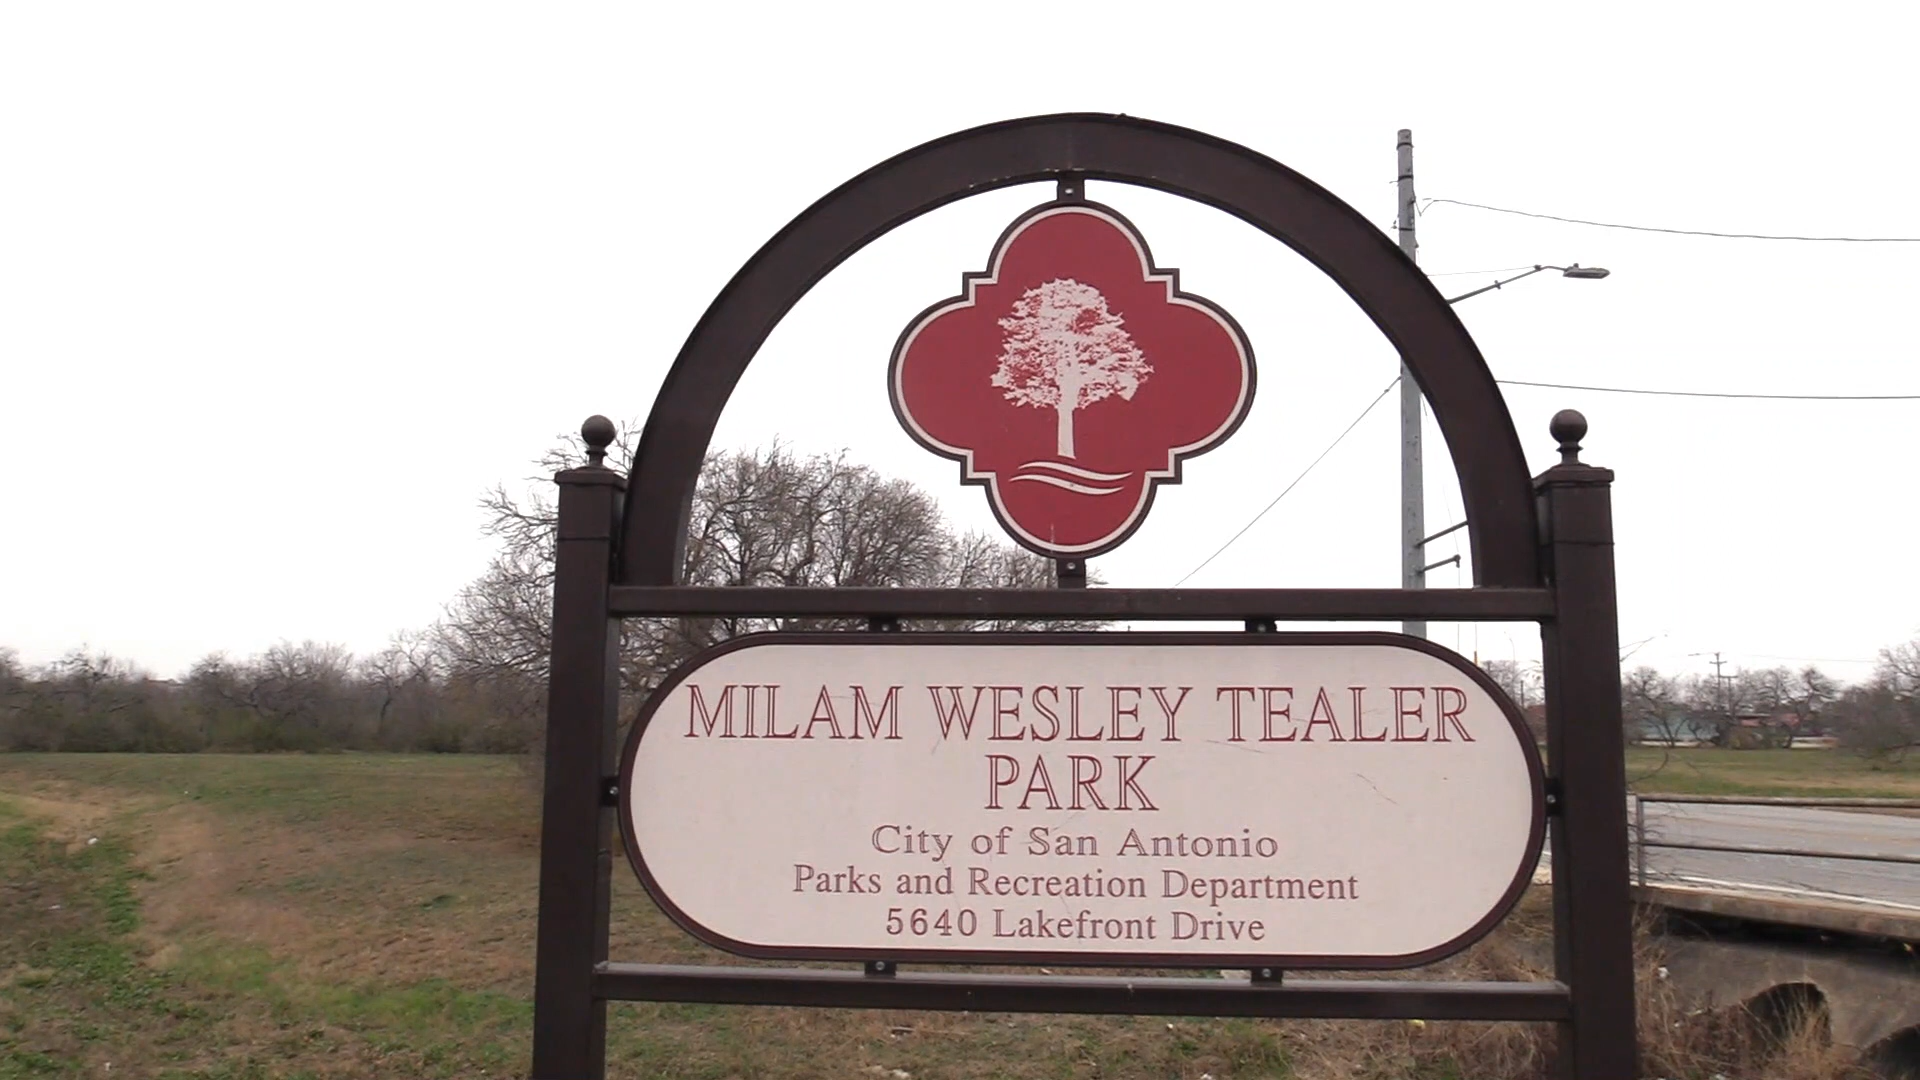 MILAM WESLEY TEALER
PARK
City of San Antonio
Parks and Recreation Department
5640 Lakefront Drive